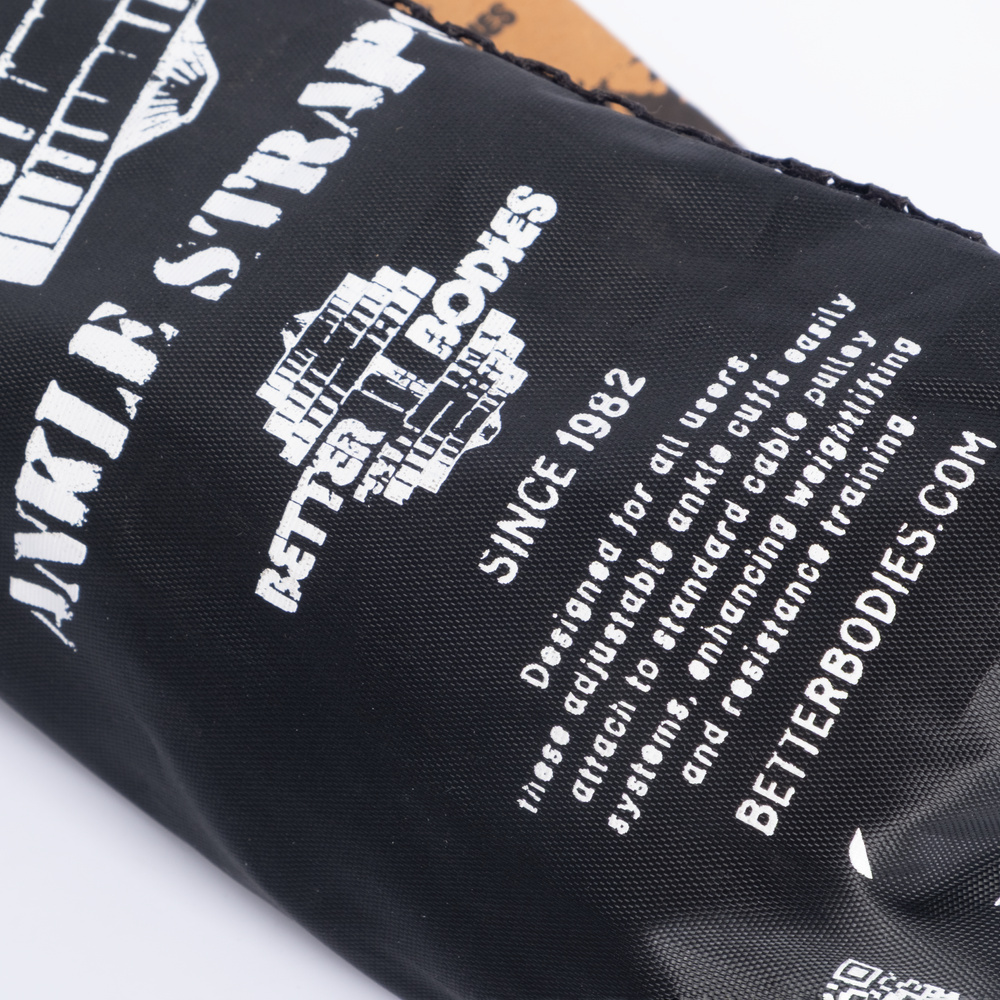 ANKLE STRAP
BETTER BODIES
SINCE 1982
Designed for all users,
these adjustable ankle cuffs easily
attach to standard cable pulley
systems, enhancing weightlifting
and resistance training.
BETTERBODIES.COM